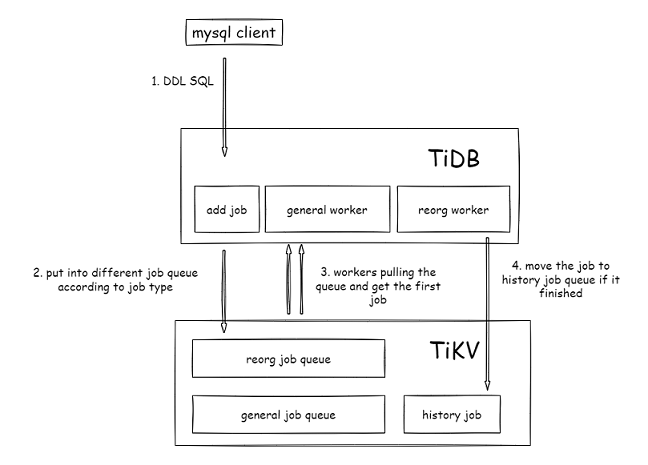 mysql client
1. DDL SQL
TiDB
add job
general worker
reorg worker
2. put into different job queue
according to job type
3. workers pulling the
queue and get the first
job
4. move the job to
history job queue if it
finished
TiKV
reorg job queue
general job queue
history job